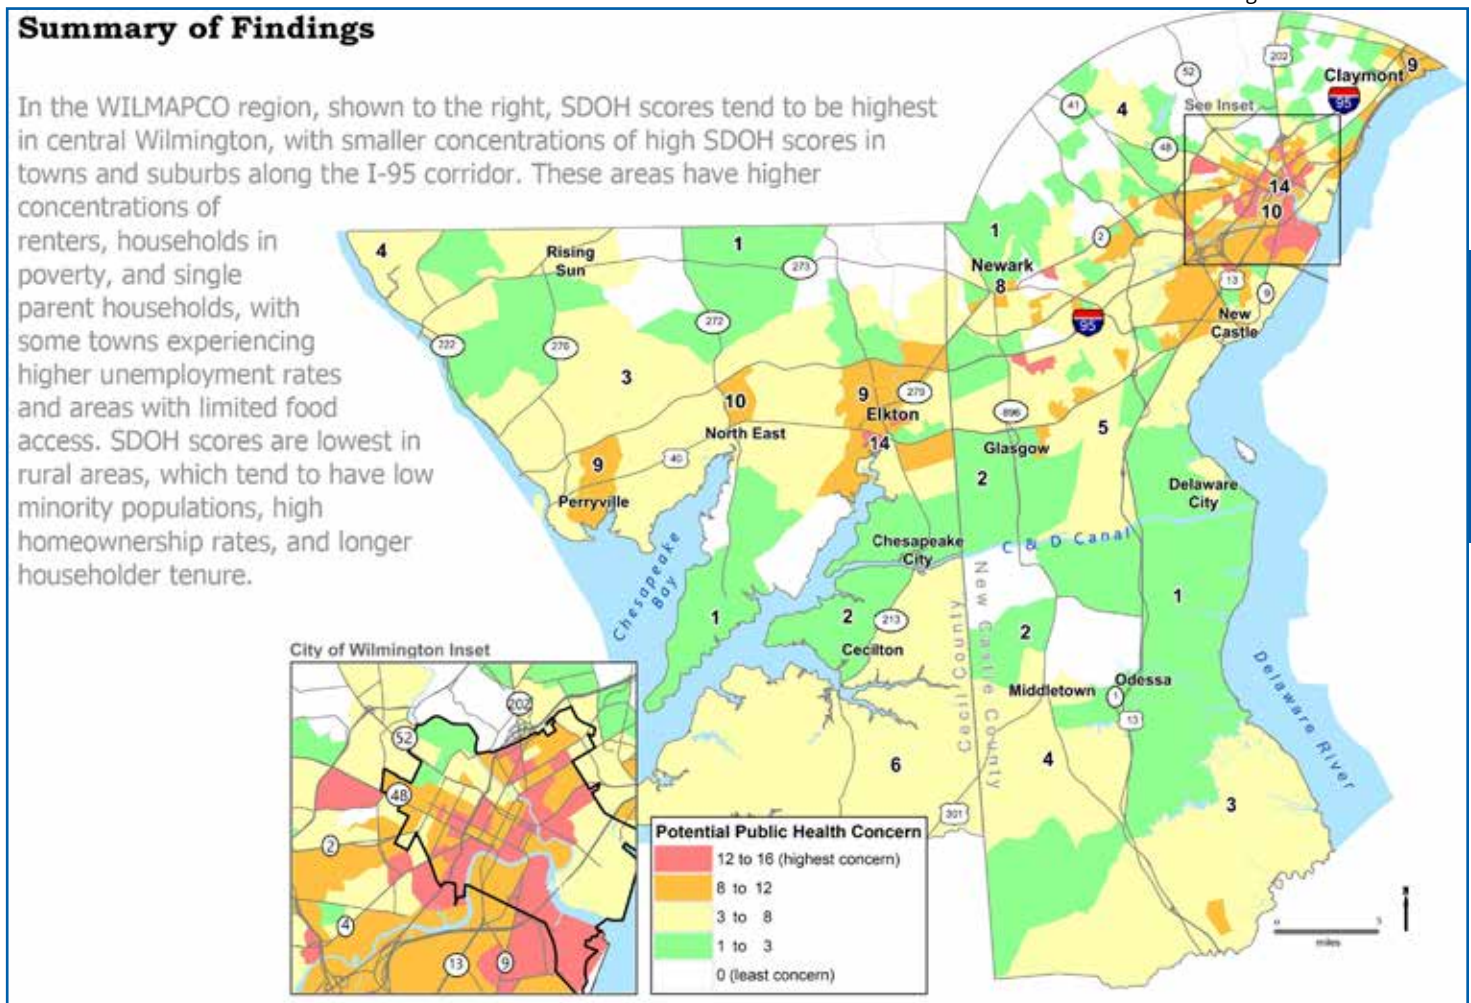 Summary of Findings
In the WILMAPCO region, shown to the right, SDOH scores tend to be highest
in central Wilmington, with smaller concentrations of high SDOH scores in
towns and suburbs along the I-95 corridor. These areas have higher
concentrations of
renters, households in
poverty, and single
parent households, with
some towns experiencing
higher unemployment rates
and areas with limited food
access. SDOH scores are lowest in
rural areas, which tend to have low
minority populations, high
homeownership rates, and longer
householder tenure.
202
9
52
Claymont
95
41
4
See Inset
48
14
10
1
2
4
Rising
Sun
1
273
Newark
8
13
9
New
Castle
95
272
222
276
3
10
9
279
Elkton
896
5
North East
14
Glasgow
40
9
2
Delaware
City
Perryville
Chesapeake
City
C & D Canal
Chesapeake
Bay
1
1
2
213
Cecilton
2
Cecil County
New Castle County
Middletown
Odessa
1
13
Delaware River
6
4
3
301
0
5
miles
N
City of Wilmington Inset
202
52
48
2
4
13
9
Potential Public Health Concern
12 to 16 (highest concern)
8 to 12
3 to 8
1 to 3
0 (least concern)